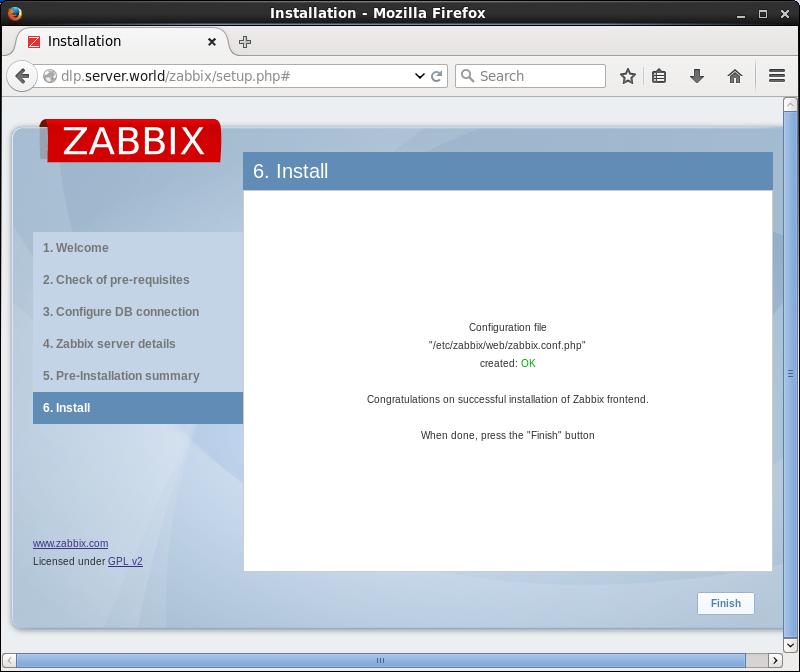 Installation - Mozilla Firefox
Installation
dlp.server.world/zabbix/setup.php#
Search
ZABBIX
6. Install
1. Welcome
2. Check of pre-requisites
3. Configure DB connection
4. Zabbix server details
5. Pre-Installation summary
6. Install
Configuration file
"/etc/zabbix/web/zabbix.conf.php"
created: OK
Congratulations on successful installation of Zabbix frontend.
When done, press the "Finish" button
www.zabbix.com
Licensed under GPL v2
Finish